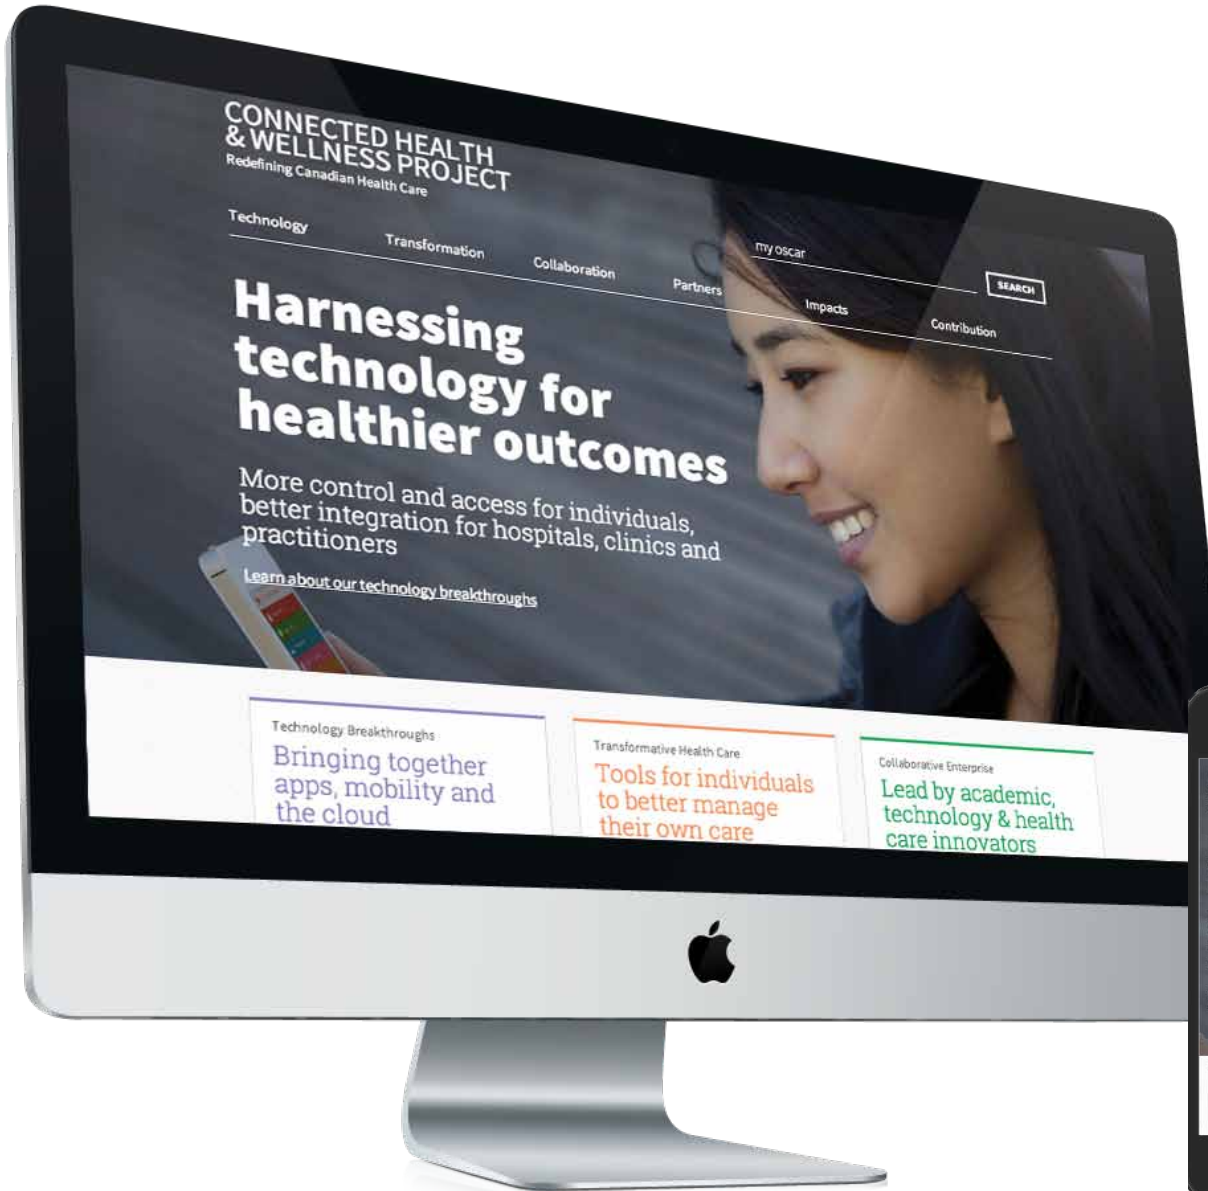 CONNECTED HEALTH
& WELLNESS PROJECT
Redefining Canadian Health Care
my oscar
SEARCH
Technology
Transformation
Collaboration
Partners
Impacts
Contribution
Harnessing
technology for
healthier outcomes
More control and access for individuals,
better integration for hospitals, clinics and
practitioners
Learn about our technology breakthroughs
Technology Breakthroughs
Bringing together
apps, mobility and
the cloud
Transformative Health Care
Tools for individuals
to better manage
their own care
Collaborative Enterprise
Lead by academic,
technology & health
care innovators